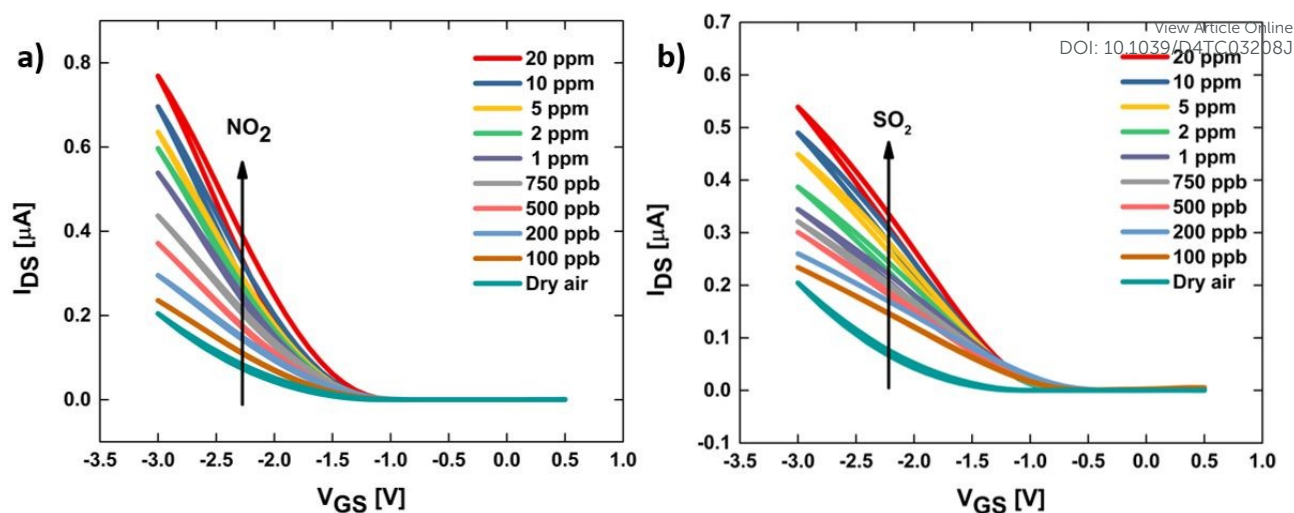 a)
0.8
0.6
0.4
0.2
0.0
I_DS [μA]
NO₂
20 ppm
10 ppm
5 ppm
2 ppm
1 ppm
750 ppb
500 ppb
200 ppb
100 ppb
Dry air
-3.5 -3.0 -2.5 -2.0 -1.5 -1.0 -0.5 0.0 0.5 1.0
V_GS [V]
View Article Online
DOI: 10.1039/D4TC03208J
b)
0.7
0.6
0.5
0.4
0.3
0.2
0.1
0.0
-0.1
I_DS [μA]
SO₂
20 ppm
10 ppm
5 ppm
2 ppm
1 ppm
750 ppb
500 ppb
200 ppb
100 ppb
Dry air
-3.5 -3.0 -2.5 -2.0 -1.5 -1.0 -0.5 0.0 0.5 1.0
V_GS [V]